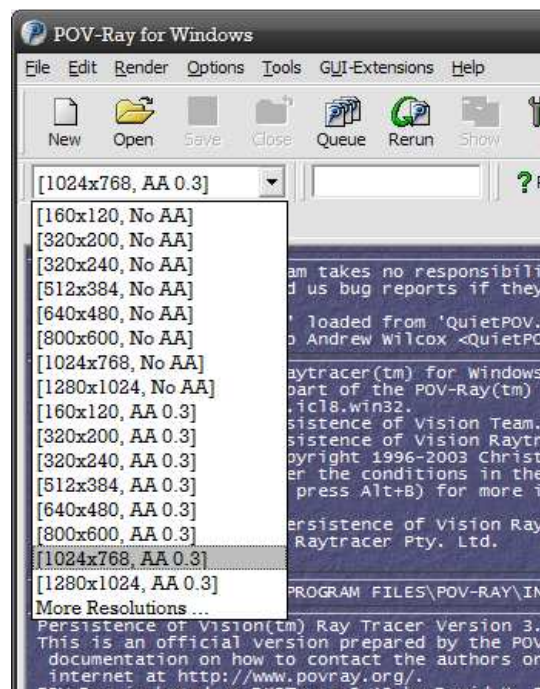 POV-Ray for Windows
File Edit Render Options Tools GUI-Extensions Help
New Open Save Close Queue Rerun Show
[1024x768, AA 0.3]
[160x120, No AA]
[320x200, No AA]
[320x240, No AA]
[512x384, No AA]
[640x480, No AA]
[800x600, No AA]
[1024x768, No AA]
[1280x1024, No AA]
[160x120, AA 0.3]
[320x200, AA 0.3]
[320x240, AA 0.3]
[512x384, AA 0.3]
[640x480, AA 0.3]
[800x600, AA 0.3]
[1024x768, AA 0.3]
[1280x1024, AA 0.3]
More Resolutions ...
am takes no responsibili
d us bug reports if they
' loaded from 'QuietPOV.
o Andrew Wilcox <QuietPO
aytracer(tm) for Windows
part of the POV-Ray(tm)
.icl8.win32.
sistence of Vision Team.
sistence of Vision Raytr
pyright 1996-2003 Christ
er the conditions in the
press Alt+B) for more i
ersistence of Vision Ray
Raytracer Pty. Ltd.
PROGRAM FILES\POV-RAY\IN
Persistence of Vision(tm) Ray Tracer Version 3.
This is an official version prepared by the POV
documentation on how to contact the authors or
internet at http://www.povray.org/.